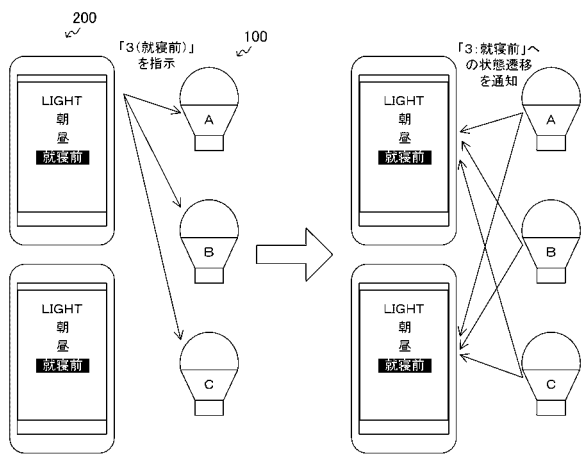 200
「3(就寝前)」
を指示
100
LIGHT
朝
昼
就寝前
A
B
LIGHT
朝
昼
就寝前
C
「3:就寝前」へ
の状態遷移
を通知
LIGHT
朝
昼
就寝前
A
B
LIGHT
朝
昼
就寝前
C